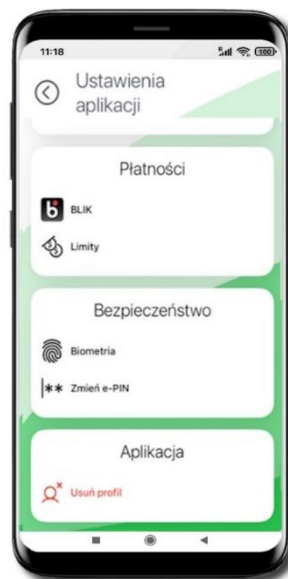 11:18
100
Ustawienia
aplikacji
Płatności
BLIK
Limity
Bezpieczeństwo
Biometria
Zmień e-PIN
Aplikacja
Usuń profil